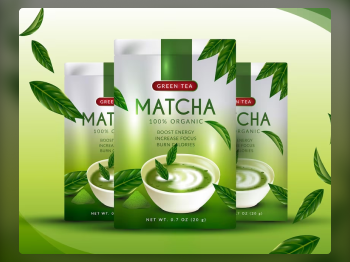 GREEN TEA
MATCHA
100% ORGANIC
BOOST ENERGY
INCREASE FOCUS
BURN CALORIES
NET WT. 0.7 OZ (20 g)